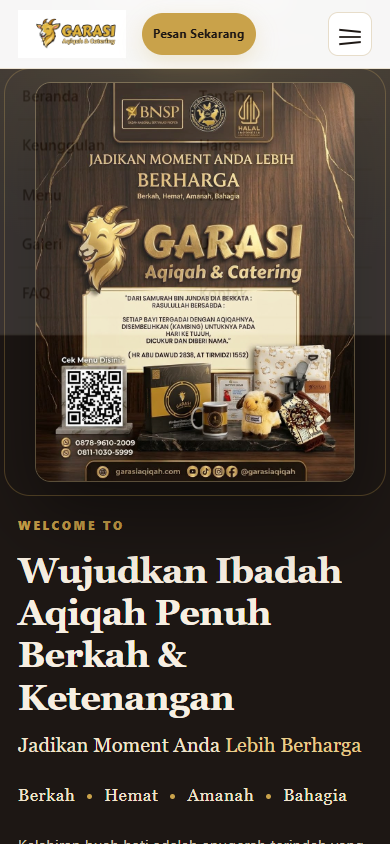 GARASI
Aqiqah & Catering
Pesan Sekarang
Beranda
Tentang
Keunggulan
Harga
Menu
Galeri
FAQ
BNSP
HALAL
JADIKAN MOMENT ANDA LEBIH
BERHARGA
Berkah, Hemat, Amanah, Bahagia
GARASI
Aqiqah & Catering
"DARI SAMURAH BIN JUNDAB DIA BERKATA :
RASULULLAH BERSABDA :
SETIAP BAYI TERGADAI DENGAN AQIQAHNYA,
DISEMBELIHKAN (KAMBING) UNTUKNYA PADA
HARI KE TUJUH,
DICUKUR DAN DIBERI NAMA."
( HR ABU DAWUD 2838, AT TIRMIDZI 1552)
Cek Menu Disini
0878-9610-2009
0811-1030-5999
garasiaqiqah.com
@garasiaqiqah
WELCOME TO
Wujudkan Ibadah
Aqiqah Penuh
Berkah &
Ketenangan
Jadikan Moment Anda Lebih Berharga
Berkah • Hemat • Amanah • Bahagia